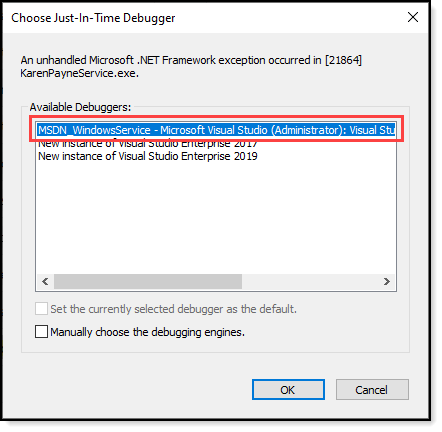 Choose Just-In-Time Debugger
An unhandled Microsoft .NET Framework exception occurred in [21864]
KarenPayneService.exe.
Available Debuggers:
MSDN_WindowsService - Microsoft Visual Studio (Administrator): Visual Stu
New instance of Visual Studio Enterprise 2017
New instance of Visual Studio Enterprise 2019
Set the currently selected debugger as the default.
Manually choose the debugging engines.
OK
Cancel